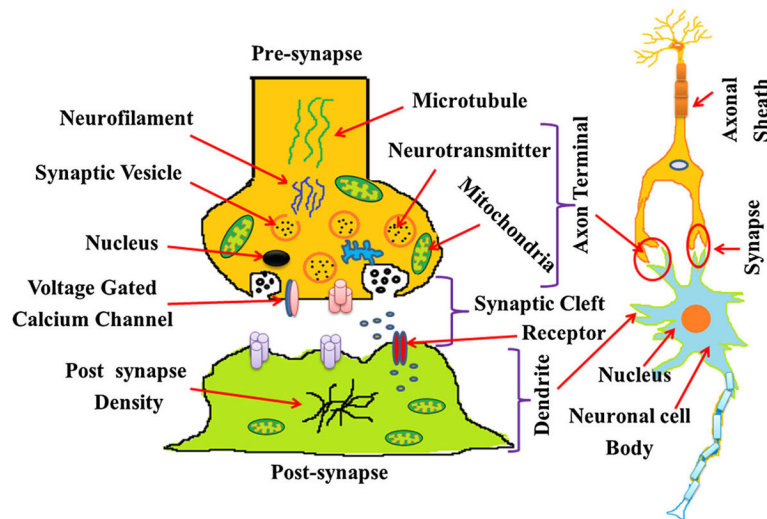 Pre-synapse
Neurofilament
Microtubule
Synaptic Vesicle
Neurotransmitter
Mitochondria
Axon Terminal
Nucleus
Voltage Gated
Calcium Channel
Synaptic Cleft
Receptor
Post synapse
Density
Dendrite
Post-synapse
Axonal
Sheath
Synapse
Nucleus
Neuronal cell
Body